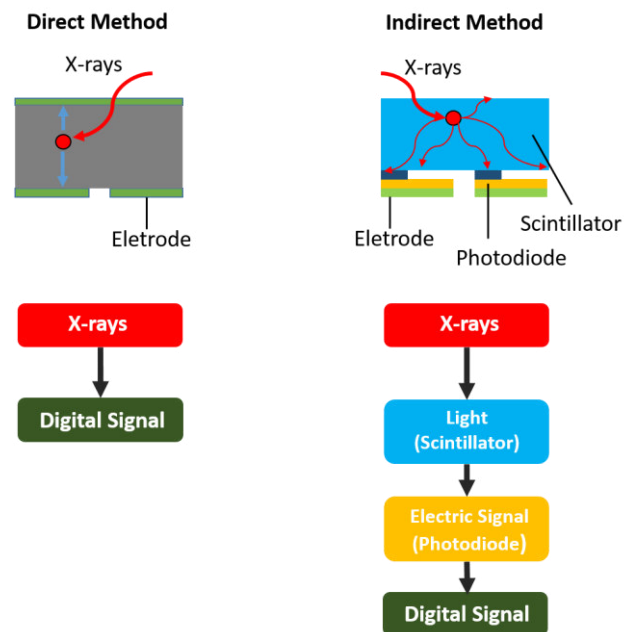 Direct Method
X-rays
Eletrode
X-rays
Digital Signal
Indirect Method
X-rays
Scintillator
Eletrode
Photodiode
X-rays
Light
(Scintillator)
Electric Signal
(Photodiode)
Digital Signal